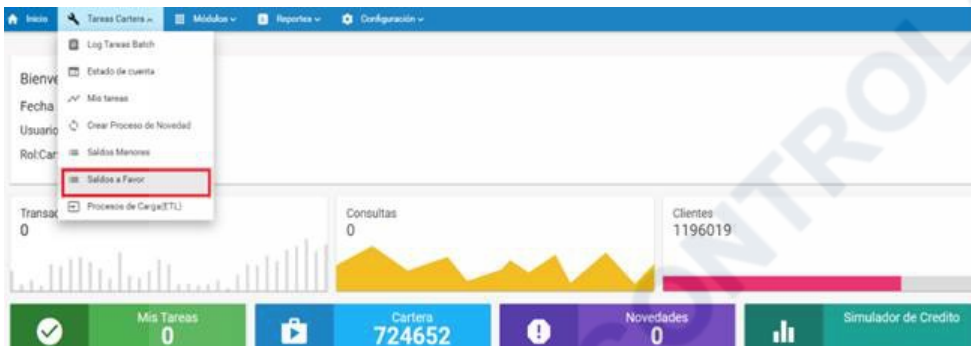 Inicio Tareas Cartera Módulos Reportes Configuración
Log Tareas Batch
Estado de cuenta
Mis tareas
Crear Proceso de Novedad
Saldos Menores
Saldos a Favor
Procesos de Carga(ETL)
Bienve
Fecha
Usuario
Rol:Car
Transac
0
Consultas
0
Clientes
1196019
Mis Tareas
0
Cartera
724652
Novedades
0
Simulador de Credito
CONTROL